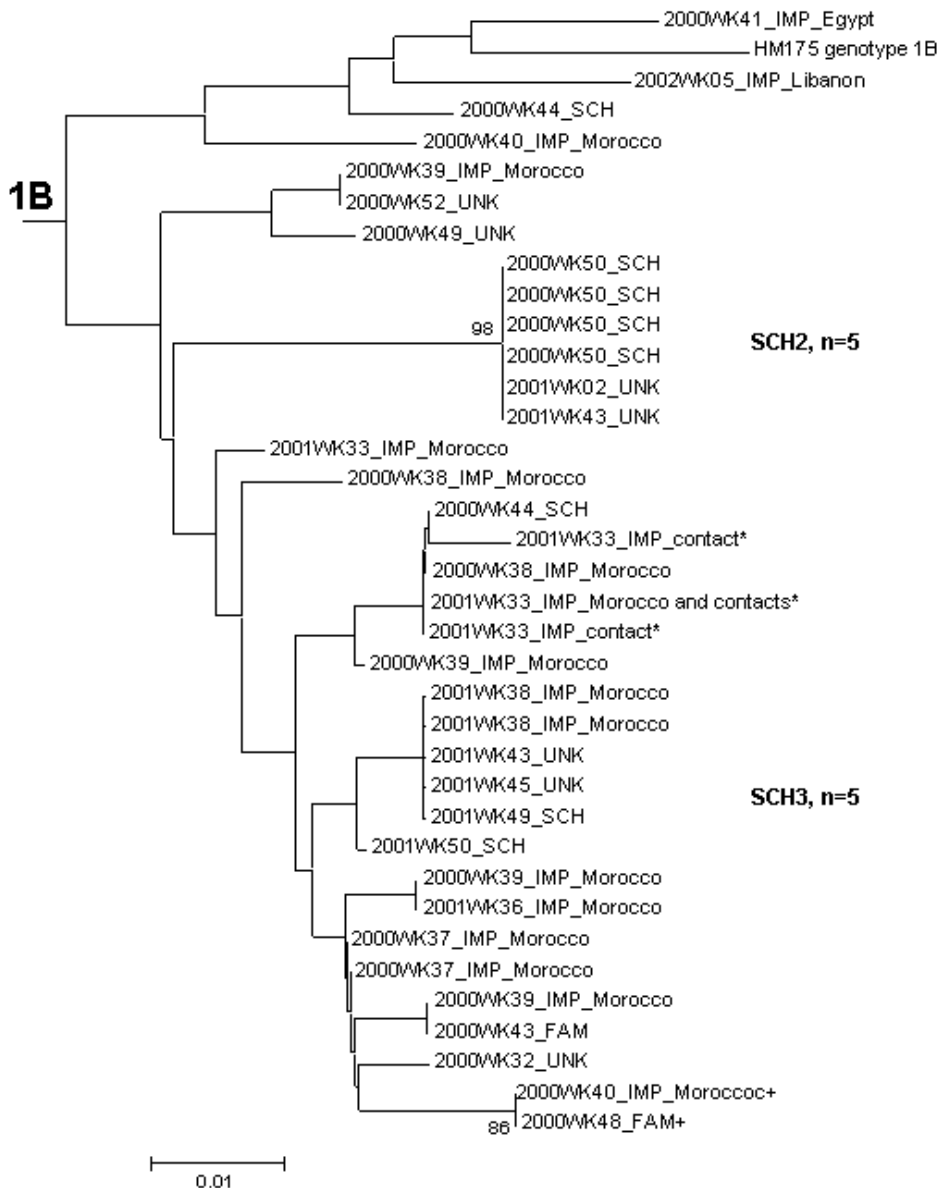 2000WK41_IMP_Egypt
HM175 genotype 1B
2002WK05_IMP_Libanon
2000WK44_SCH
2000WK40_IMP_Morocco
2000WK39_IMP_Morocco
1B
2000WK52_UNK
2000WK49_UNK
2000WK50_SCH
2000WK50_SCH
2000WK50_SCH
98
2000WK50_SCH
SCH2, n=5
2001WK02_UNK
2001WK43_UNK
2001WK33_IMP_Morocco
2000WK38_IMP_Morocco
2000WK44_SCH
2001WK33_IMP_contact*
2000WK38_IMP_Morocco
2001WK33_IMP_Morocco and contacts*
2001WK33_IMP_contact*
2000WK39_IMP_Morocco
2001WK38_IMP_Morocco
2001WK38_IMP_Morocco
2001WK43_UNK
2001WK45_UNK
SCH3, n=5
2001WK49_SCH
2001WK50_SCH
2000WK39_IMP_Morocco
2001WK36_IMP_Morocco
2000WK37_IMP_Morocco
2000WK37_IMP_Morocco
2000WK39_IMP_Morocco
2000WK43_FAM
2000WK32_UNK
2000WK40_IMP_Moroccoc+
2000WK48_FAM+
86
0.01